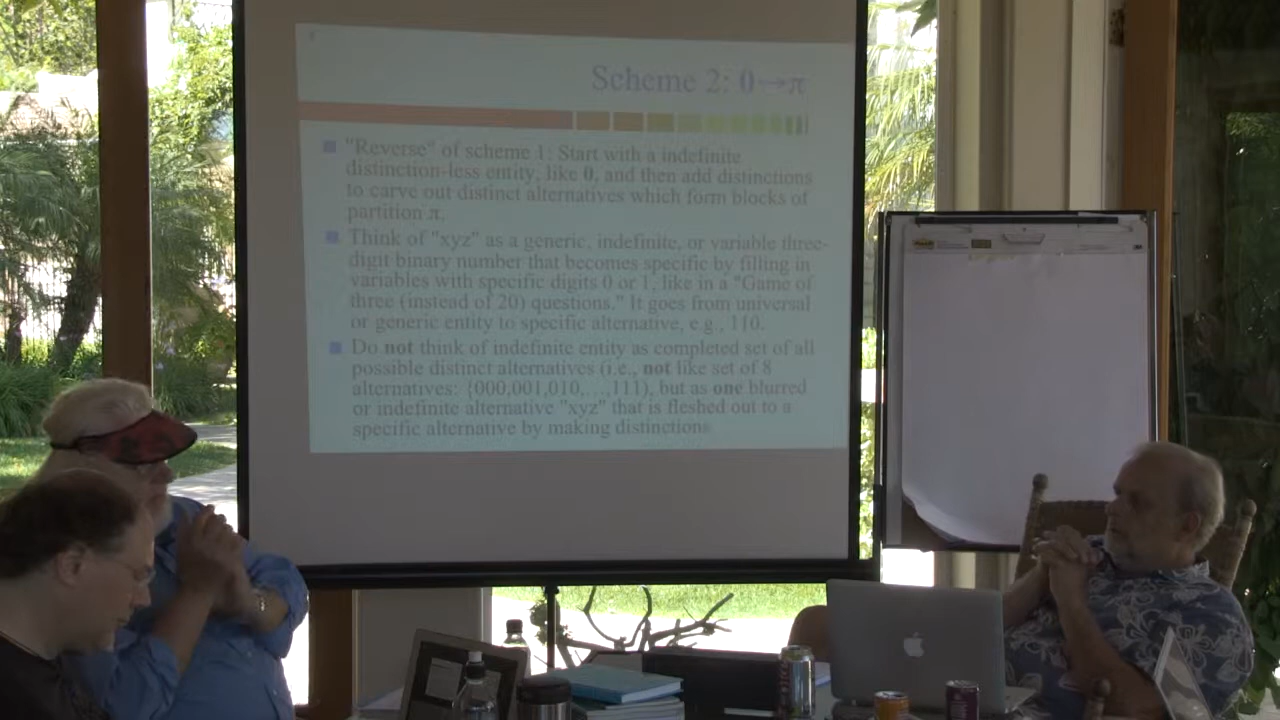 Scheme 2: 0→π
"Reverse" of scheme 1: Start with a indefinite
distinction-less entity, like 0, and then add distinctions
to carve out distinct alternatives which form blocks of
partition π.
Think of "xyz" as a generic, indefinite, or variable three-
digit binary number that becomes specific by filling in
variables with specific digits 0 or 1, like in a "Game of
three (instead of 20) questions." It goes from universal
or generic entity to specific alternative, e.g., 110.
Do not think of indefinite entity as completed set of all
possible distinct alternatives (i.e., not like set of 8
alternatives: {000,001,010,…,111), but as one blurred
or indefinite alternative "xyz" that is fleshed out to a
specific alternative by making distinctions